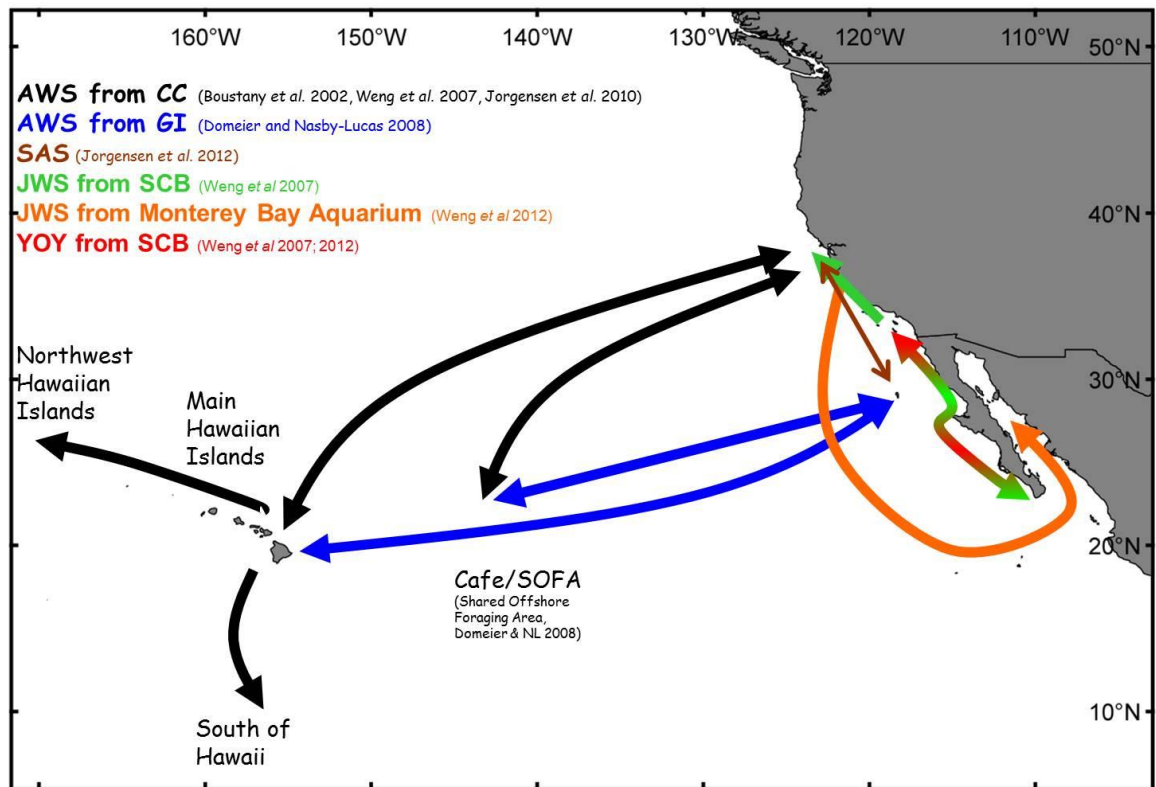 160°W 150°W 140°W 130°W 120°W 110°W
50°N
AWS from CC (Boustany et al. 2002, Weng et al. 2007, Jorgensen et al. 2010)
AWS from GI (Domeier and Nasby-Lucas 2008)
SAS (Jorgensen et al. 2012)
JWS from SCB (Weng et al 2007)
JWS from Monterey Bay Aquarium (Weng et al 2012)
40°N
YOY from SCB (Weng et al 2007; 2012)
Northwest
Hawaiian
Islands
Main
Hawaiian
Islands
30°N
20°N
Cafe/SOFA
(Shared Offshore
Foraging Area,
Domeier & NL 2008)
10°N
South of
Hawaii